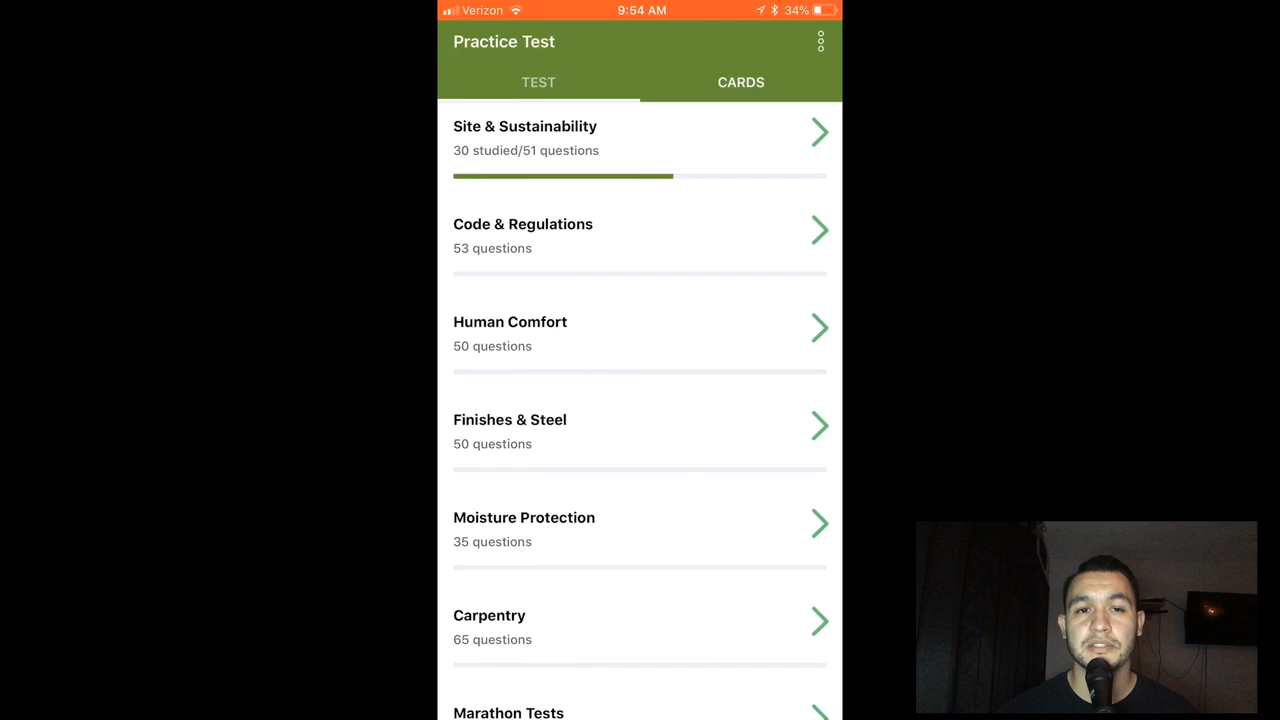 Verizon 9:54 AM 34%
Practice Test
TEST CARDS
Site & Sustainability
30 studied/51 questions
Code & Regulations
53 questions
Human Comfort
50 questions
Finishes & Steel
50 questions
Moisture Protection
35 questions
Carpentry
65 questions
Marathon Tests